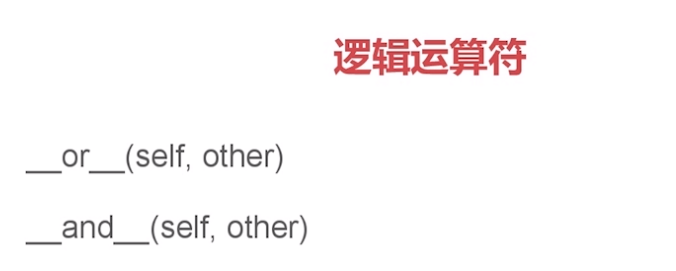 逻辑运算符
__or__(self, other)
__and__(self, other)